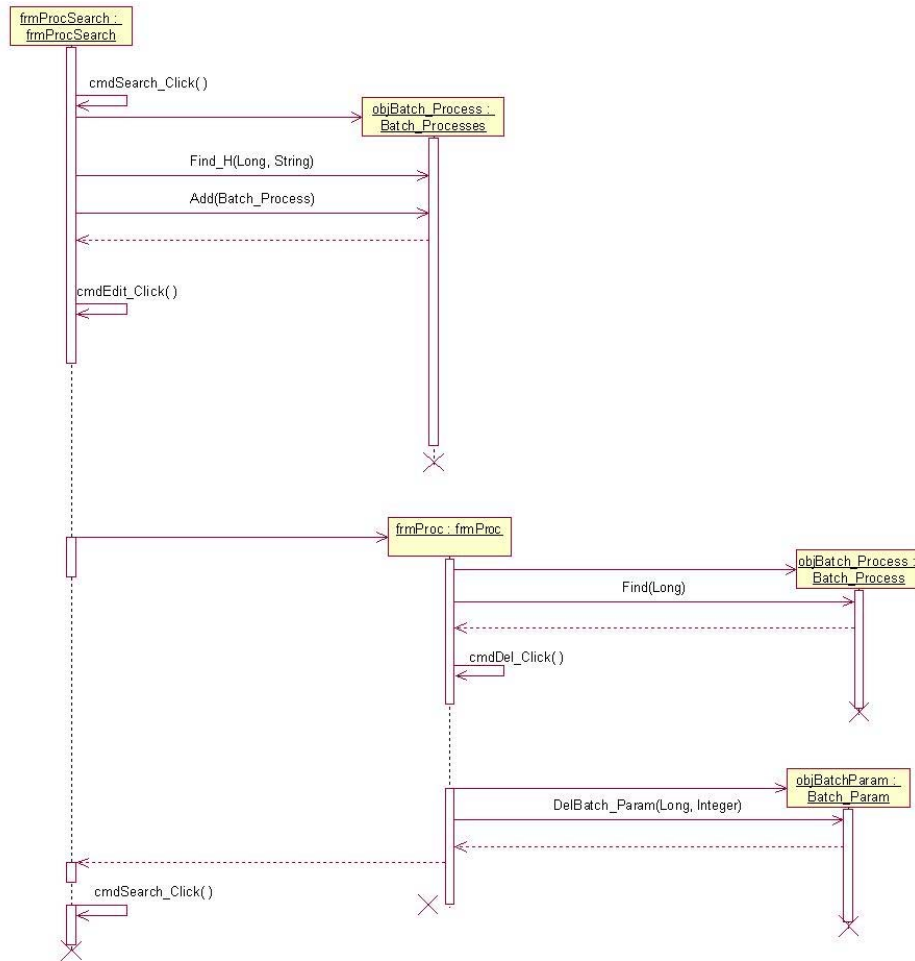 frmProcSearch :
frmProcSearch
cmdSearch_Click( )
objBatch_Process :
Batch_Processes
Find_H(Long, String)
Add(Batch_Process)
cmdEdit_Click( )
frmProc : frmProc
objBatch_Process :
Batch_Process
Find(Long)
cmdDel_Click( )
objBatchParam :
Batch_Param
DelBatch_Param(Long, Integer)
cmdSearch_Click( )